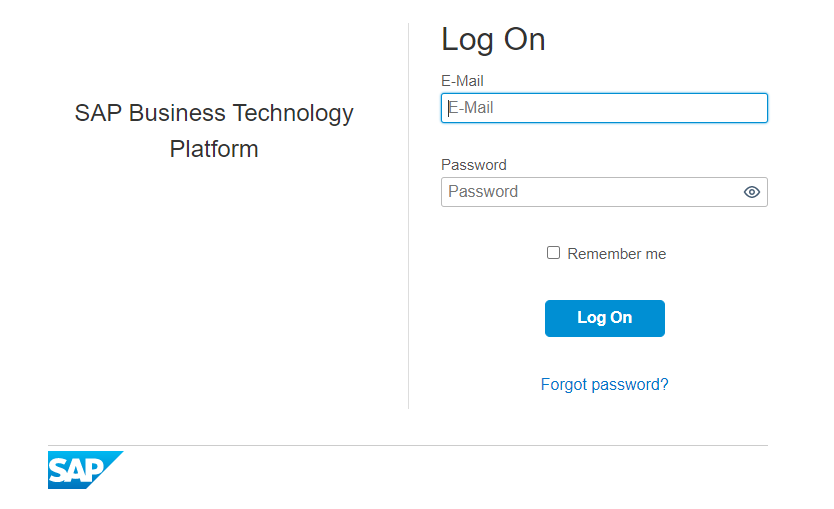 SAP Business Technology
Platform
Log On
E-Mail
E-Mail
Password
Password
Remember me
Log On
Forgot password?
SAP